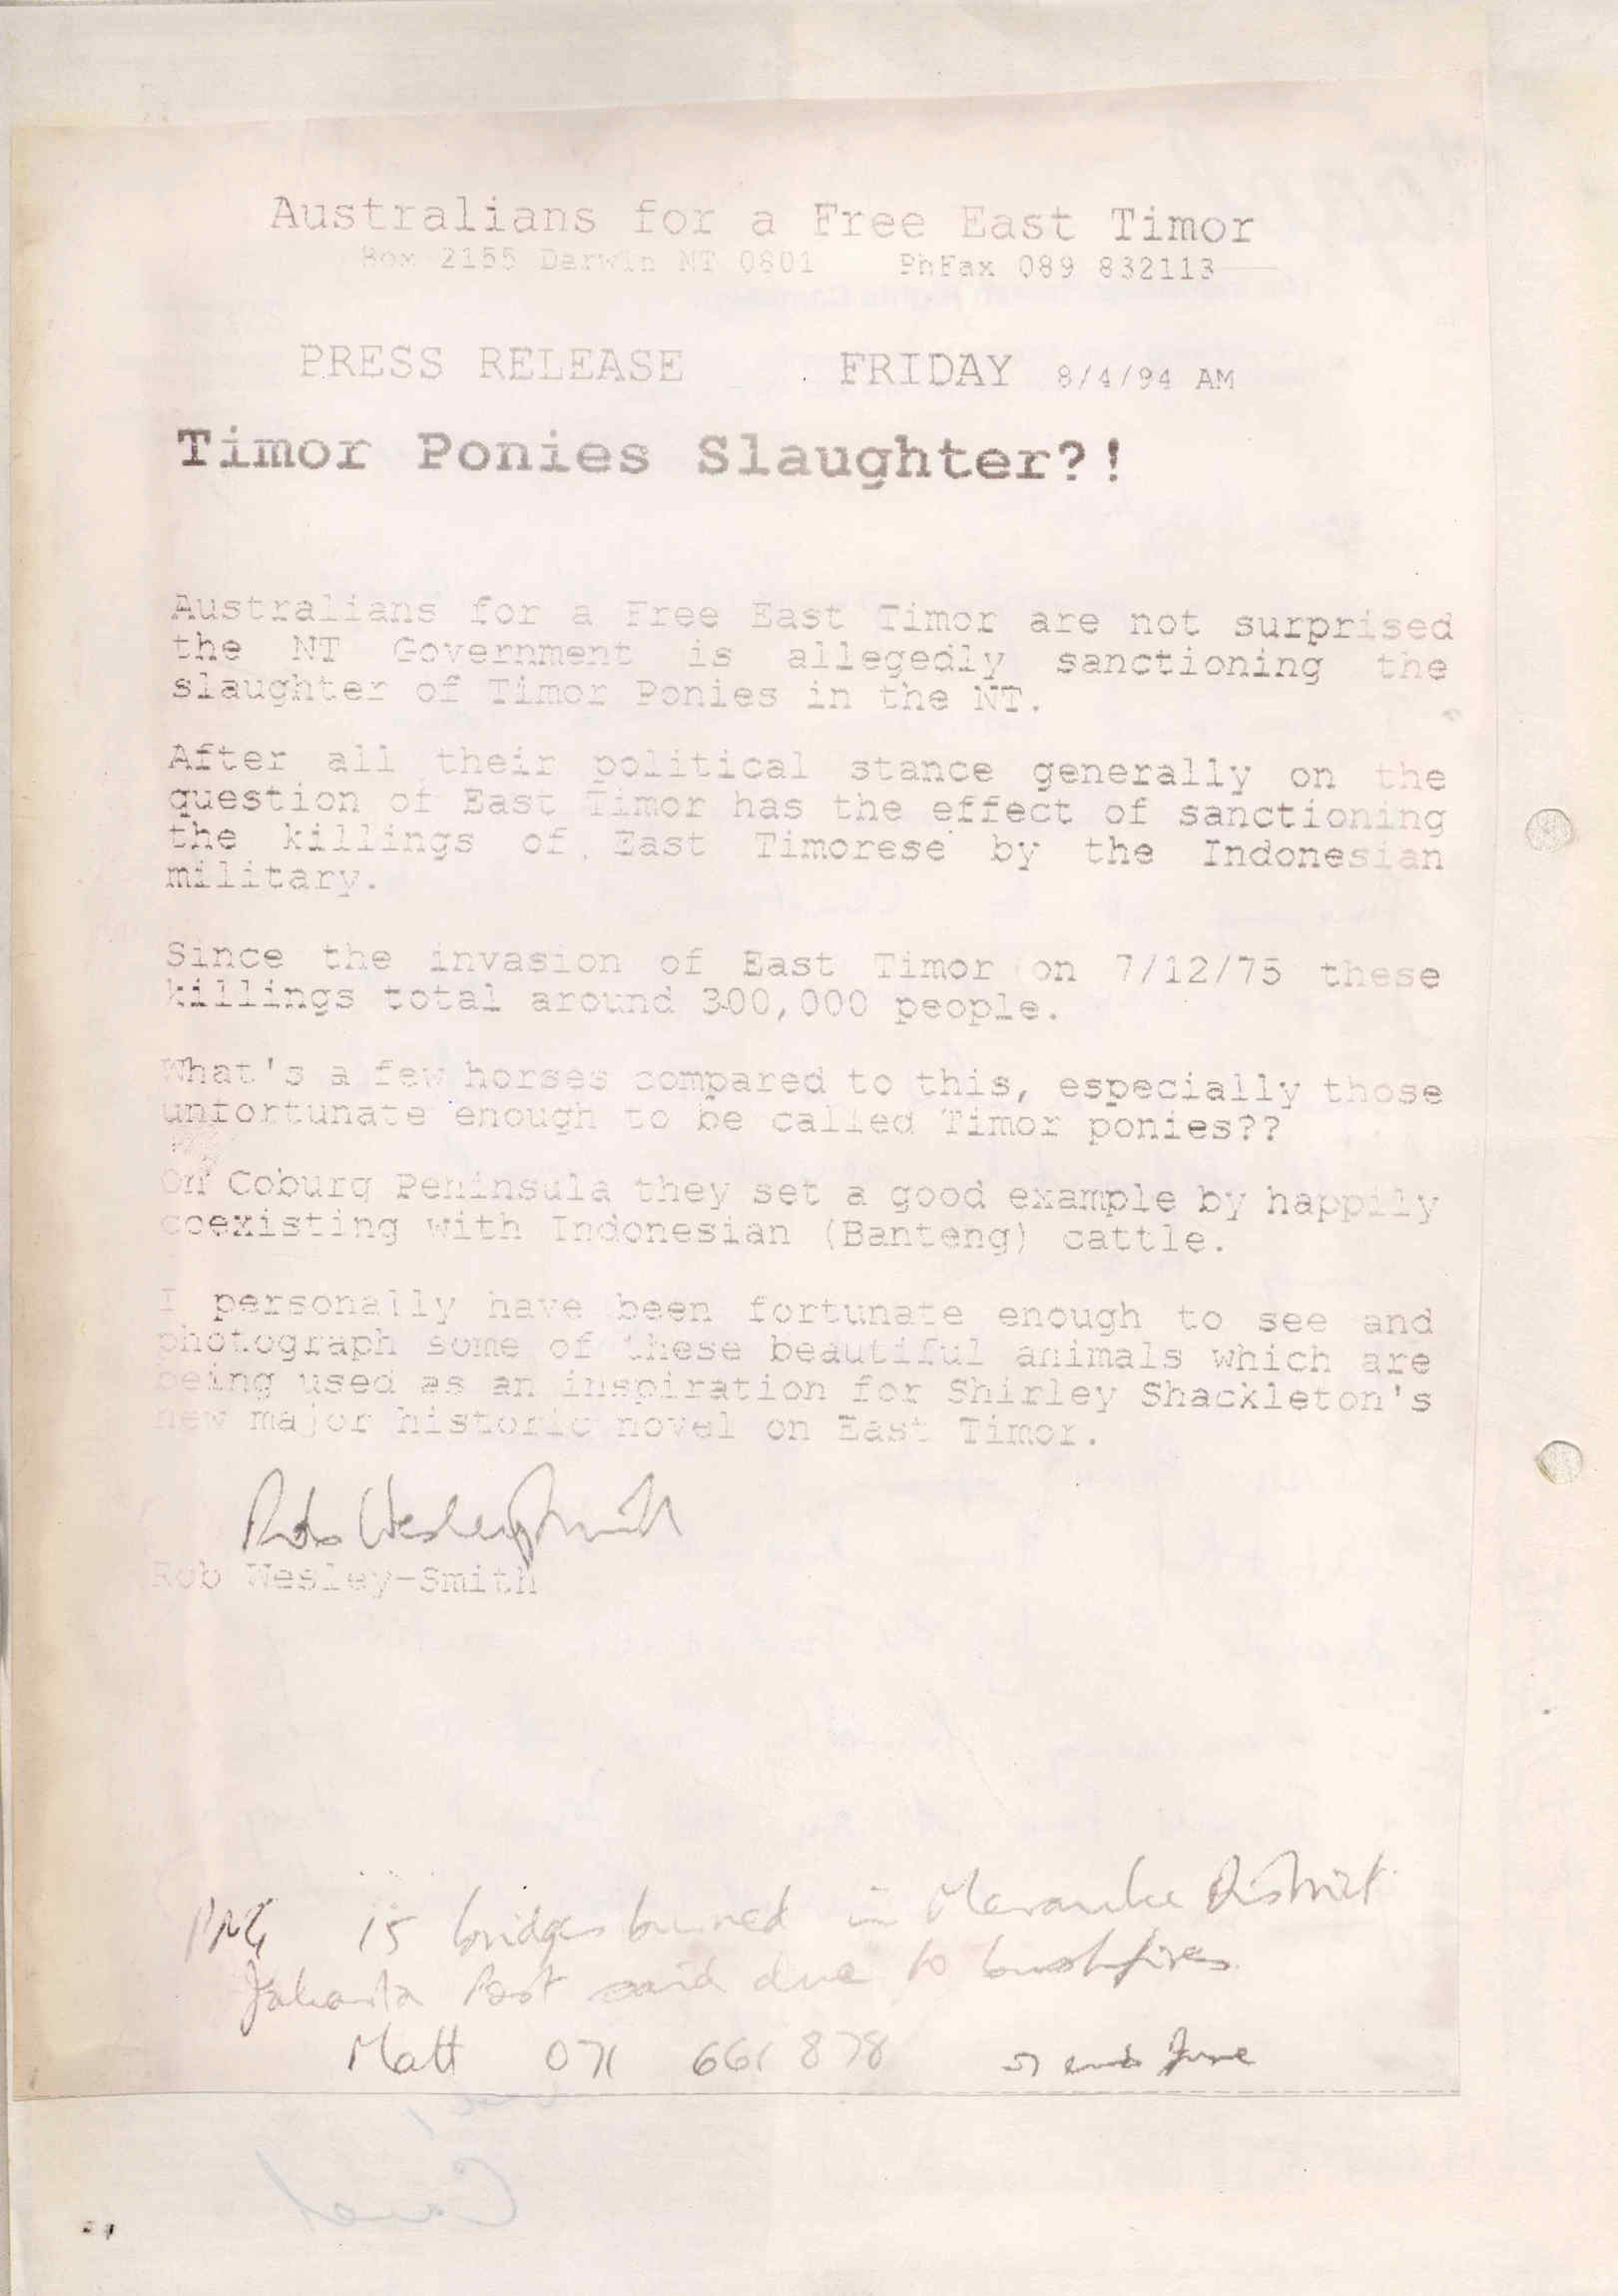 Australians for a Free East Timor
Box 2155 Darwin NT 0801 PhFax 089 832113
PRESS RELEASE FRIDAY 8/4/94 AM
Timor Ponies Slaughter?!
Australians for a Free East Timor are not surprised
the NT Government is allegedly sanctioning the
slaughter of Timor Ponies in the NT.
After all their political stance generally on the
question of East Timor has the effect of sanctioning
the killings of East Timorese by the Indonesian
military.
Since the invasion of East Timor on 7/12/75 these
killings total around 300,000 people.
What's a few horses compared to this, especially those
unfortunate enough to be called Timor ponies??
On Coburg Peninsula they set a good example by happily
coexisting with Indonesian (Banteng) cattle.
I personally have been fortunate enough to see and
photograph some of these beautiful animals which are
being used as an inspiration for Shirley Shackleton's
new major historic novel on East Timor.
Rob Wesley-Smith
Rob Wesley-Smith
PNG 15 bridges burned in Merauke District
Jakarta Post said due to bushfires
Matt 071 661 878 end June